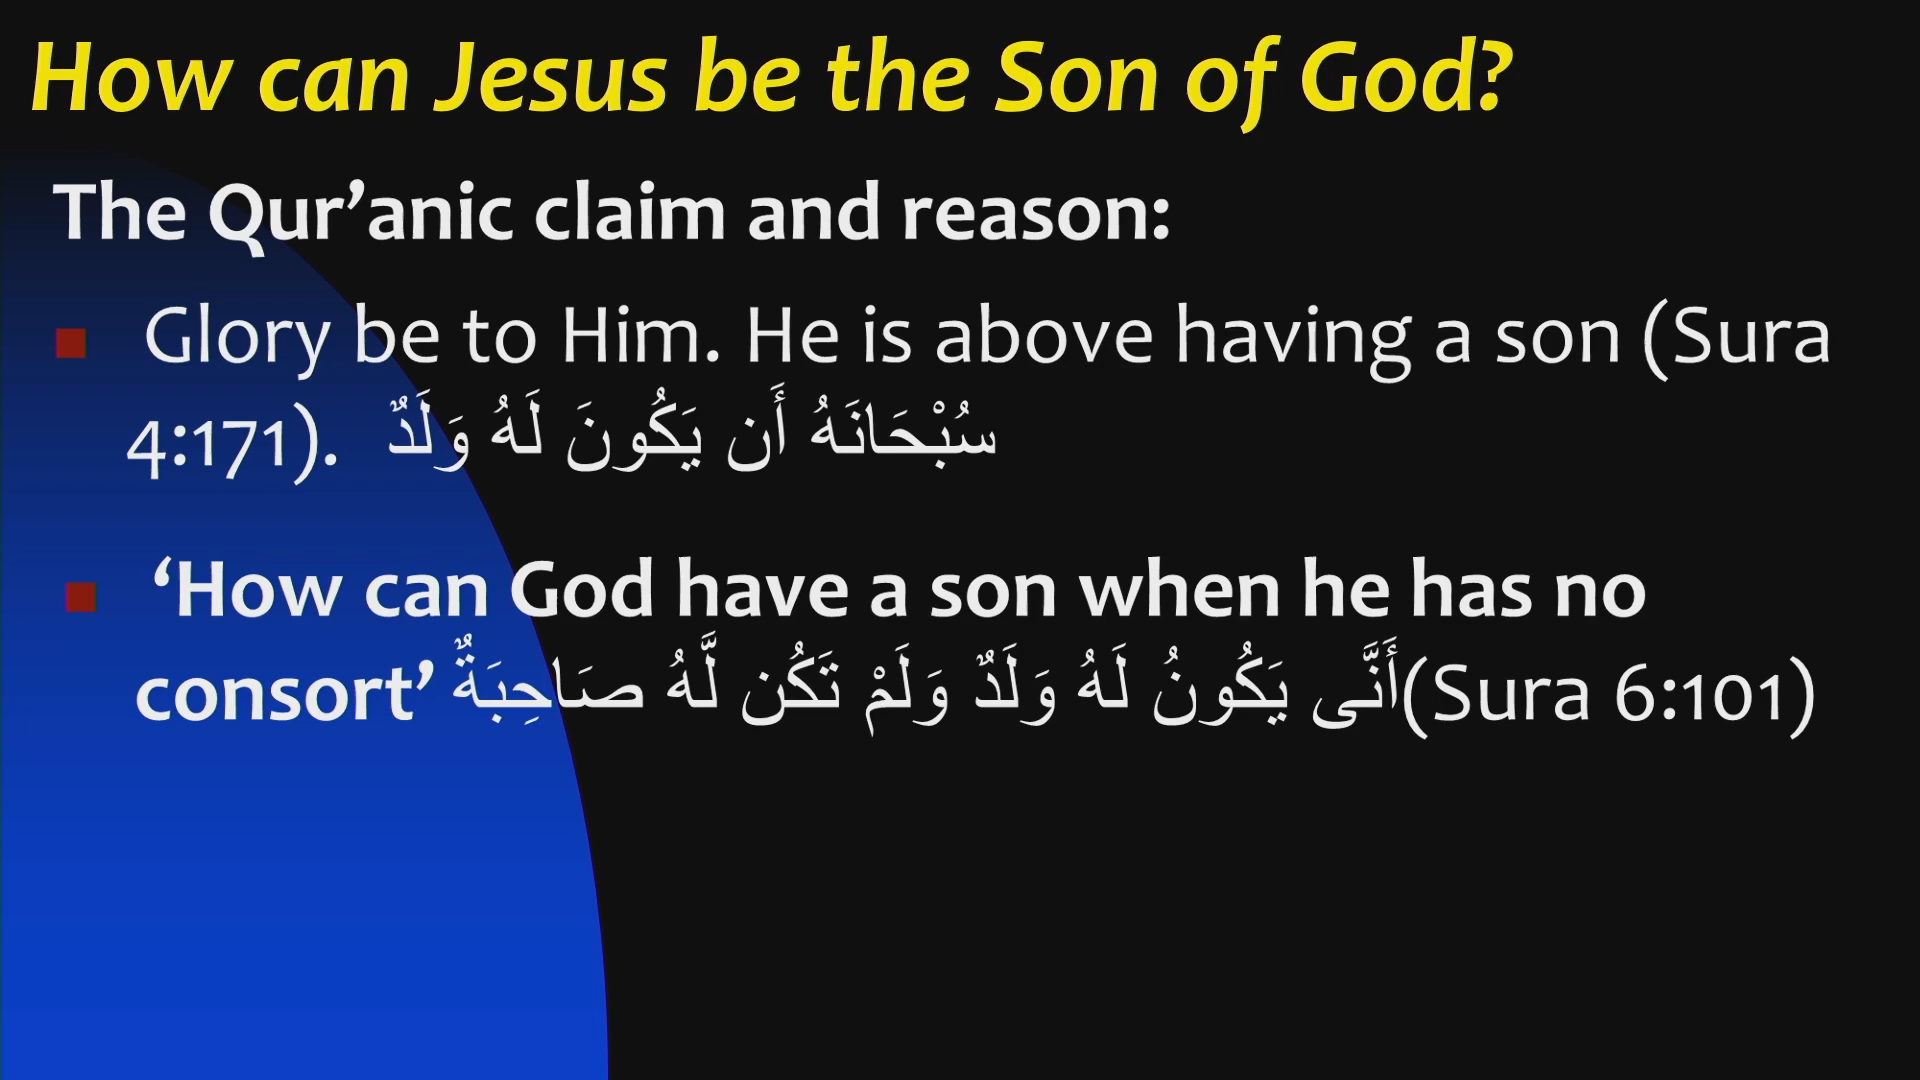 How can Jesus be the Son of God?
The Qur’anic claim and reason:
Glory be to Him. He is above having a son (Sura
4:171). سُبْحَانَهُ أَن يَكُونَ لَهُ وَلَدٌ
‘How can God have a son when he has no
consort’ أَنَّى يَكُونُ لَهُ وَلَدٌ وَلَمْ تَكُن لَّهُ صَاحِبَةٌ(Sura 6:101)